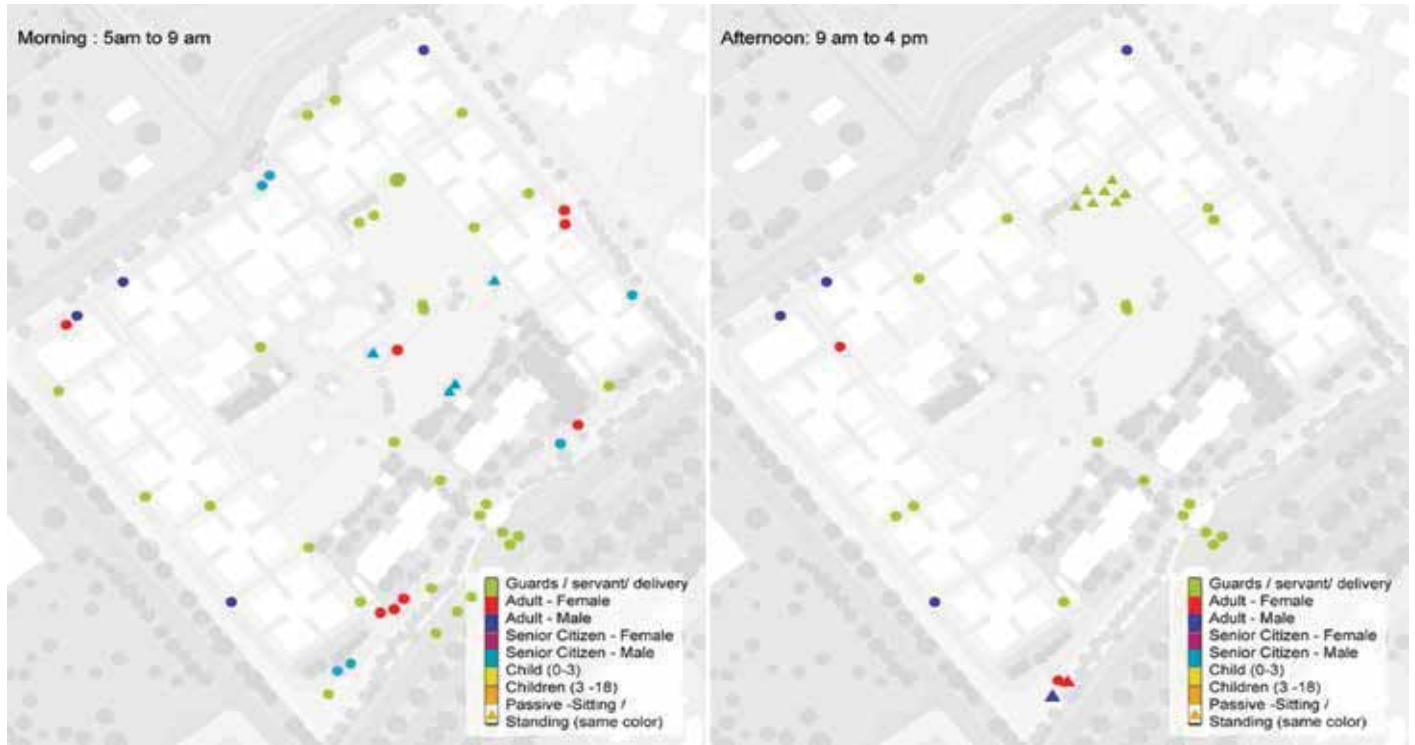 Morning : 5am to 9 am
Guards / servant/ delivery
Adult - Female
Adult - Male
Senior Citizen - Female
Senior Citizen - Male
Child (0-3)
Children (3 -18)
Passive -Sitting /
Standing (same color)
Afternoon: 9 am to 4 pm
Guards / servant/ delivery
Adult - Female
Adult - Male
Senior Citizen - Female
Senior Citizen - Male
Child (0-3)
Children (3 -18)
Passive -Sitting /
Standing (same color)